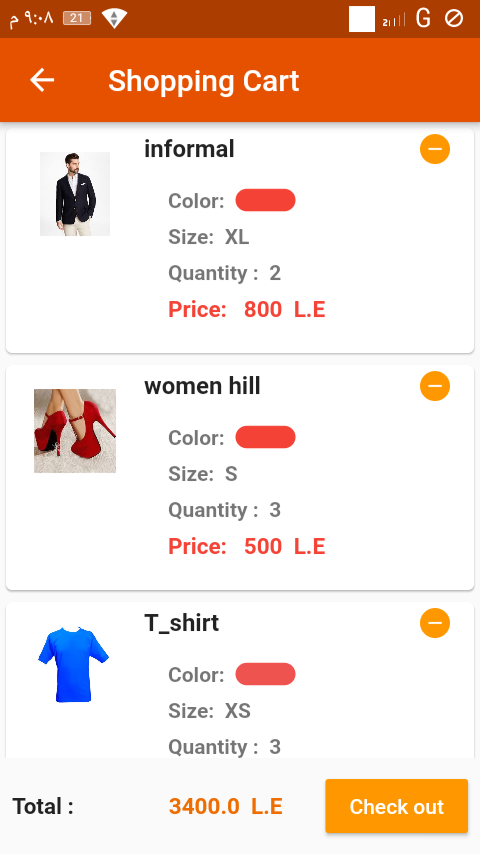 ٩:٠٨ م
21
2
G
Shopping Cart
informal
Color:
Size: XL
Quantity : 2
Price: 800 L.E
women hill
Color:
Size: S
Quantity : 3
Price: 500 L.E
T_shirt
Color:
Size: XS
Quantity : 3
Total : 3400.0 L.E
Check out